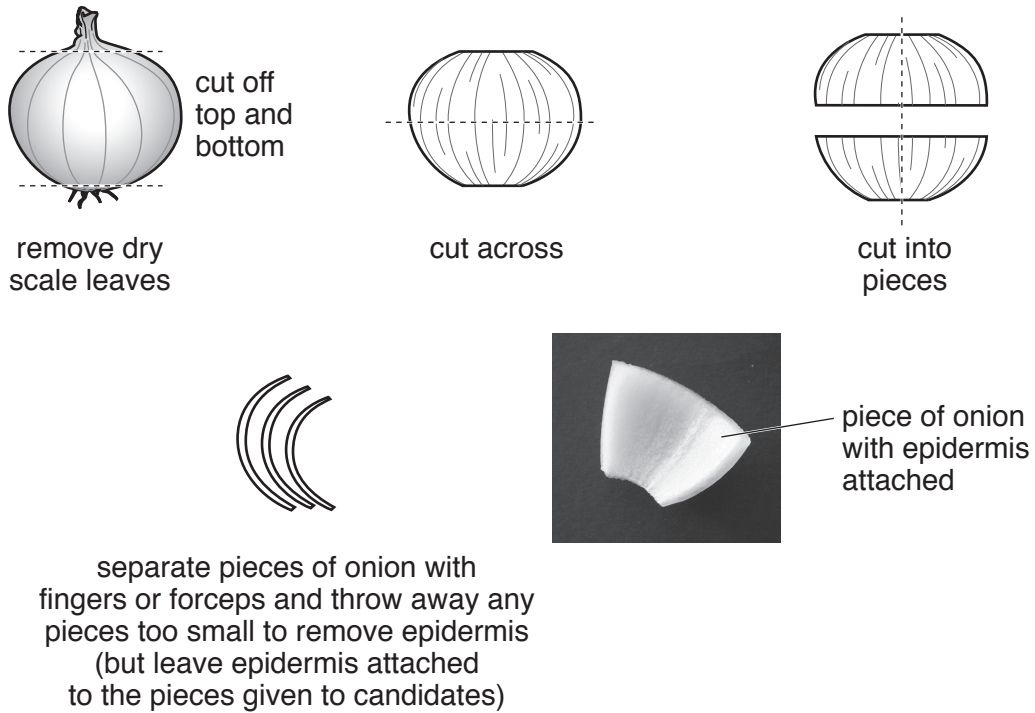 cut off
top and
bottom
remove dry
scale leaves
cut across
cut into
pieces
piece of onion
with epidermis
attached
separate pieces of onion with
fingers or forceps and throw away any
pieces too small to remove epidermis
(but leave epidermis attached
to the pieces given to candidates)